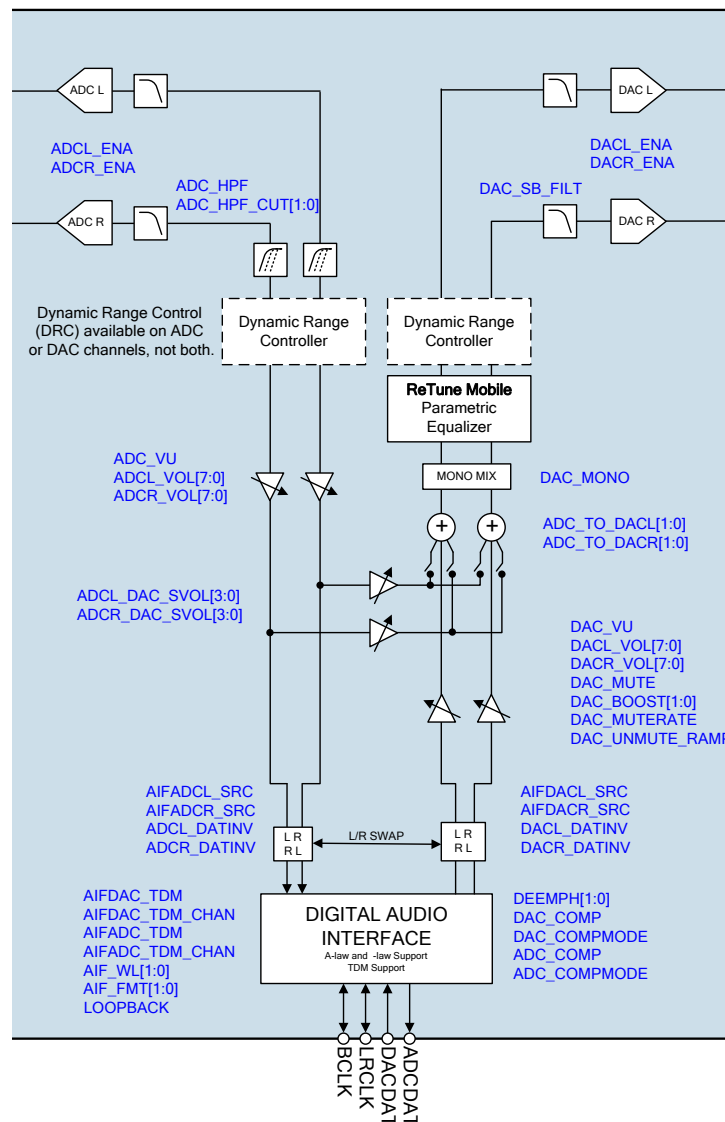 ADC L
DAC L
ADCL_ENA
ADCR_ENA
DACL_ENA
DACR_ENA
ADC_HPF
ADC_HPF_CUT[1:0]
DAC_SB_FILT
ADC R
DAC R
Dynamic Range Control
(DRC) available on ADC
or DAC channels, not both.
Dynamic Range
Controller
Dynamic Range
Controller
ReTune Mobile
Parametric
Equalizer
ADC_VU
ADCL_VOL[7:0]
ADCR_VOL[7:0]
MONO MIX
DAC_MONO
+
+
ADC_TO_DACL[1:0]
ADC_TO_DACR[1:0]
ADCL_DAC_SVOL[3:0]
ADCR_DAC_SVOL[3:0]
DAC_VU
DACL_VOL[7:0]
DACR_VOL[7:0]
DAC_MUTE
DAC_BOOST[1:0]
DAC_MUTERATE
DAC_UNMUTE_RAMP
AIFADCL_SRC
AIFADCR_SRC
ADCL_DATINV
ADCR_DATINV
L R
R L
L/R SWAP
L R
R L
AIFDACL_SRC
AIFDACR_SRC
DACL_DATINV
DACR_DATINV
AIFDAC_TDM
AIFDAC_TDM_CHAN
AIFADC_TDM
AIFADC_TDM_CHAN
AIF_WL[1:0]
AIF_FMT[1:0]
LOOPBACK
DIGITAL AUDIO
INTERFACE
A-law and -law Support
TDM Support
DEEMPH[1:0]
DAC_COMP
DAC_COMPMODE
ADC_COMP
ADC_COMPMODE
BCLK
LRCLK
DACDAT
ADCDAT